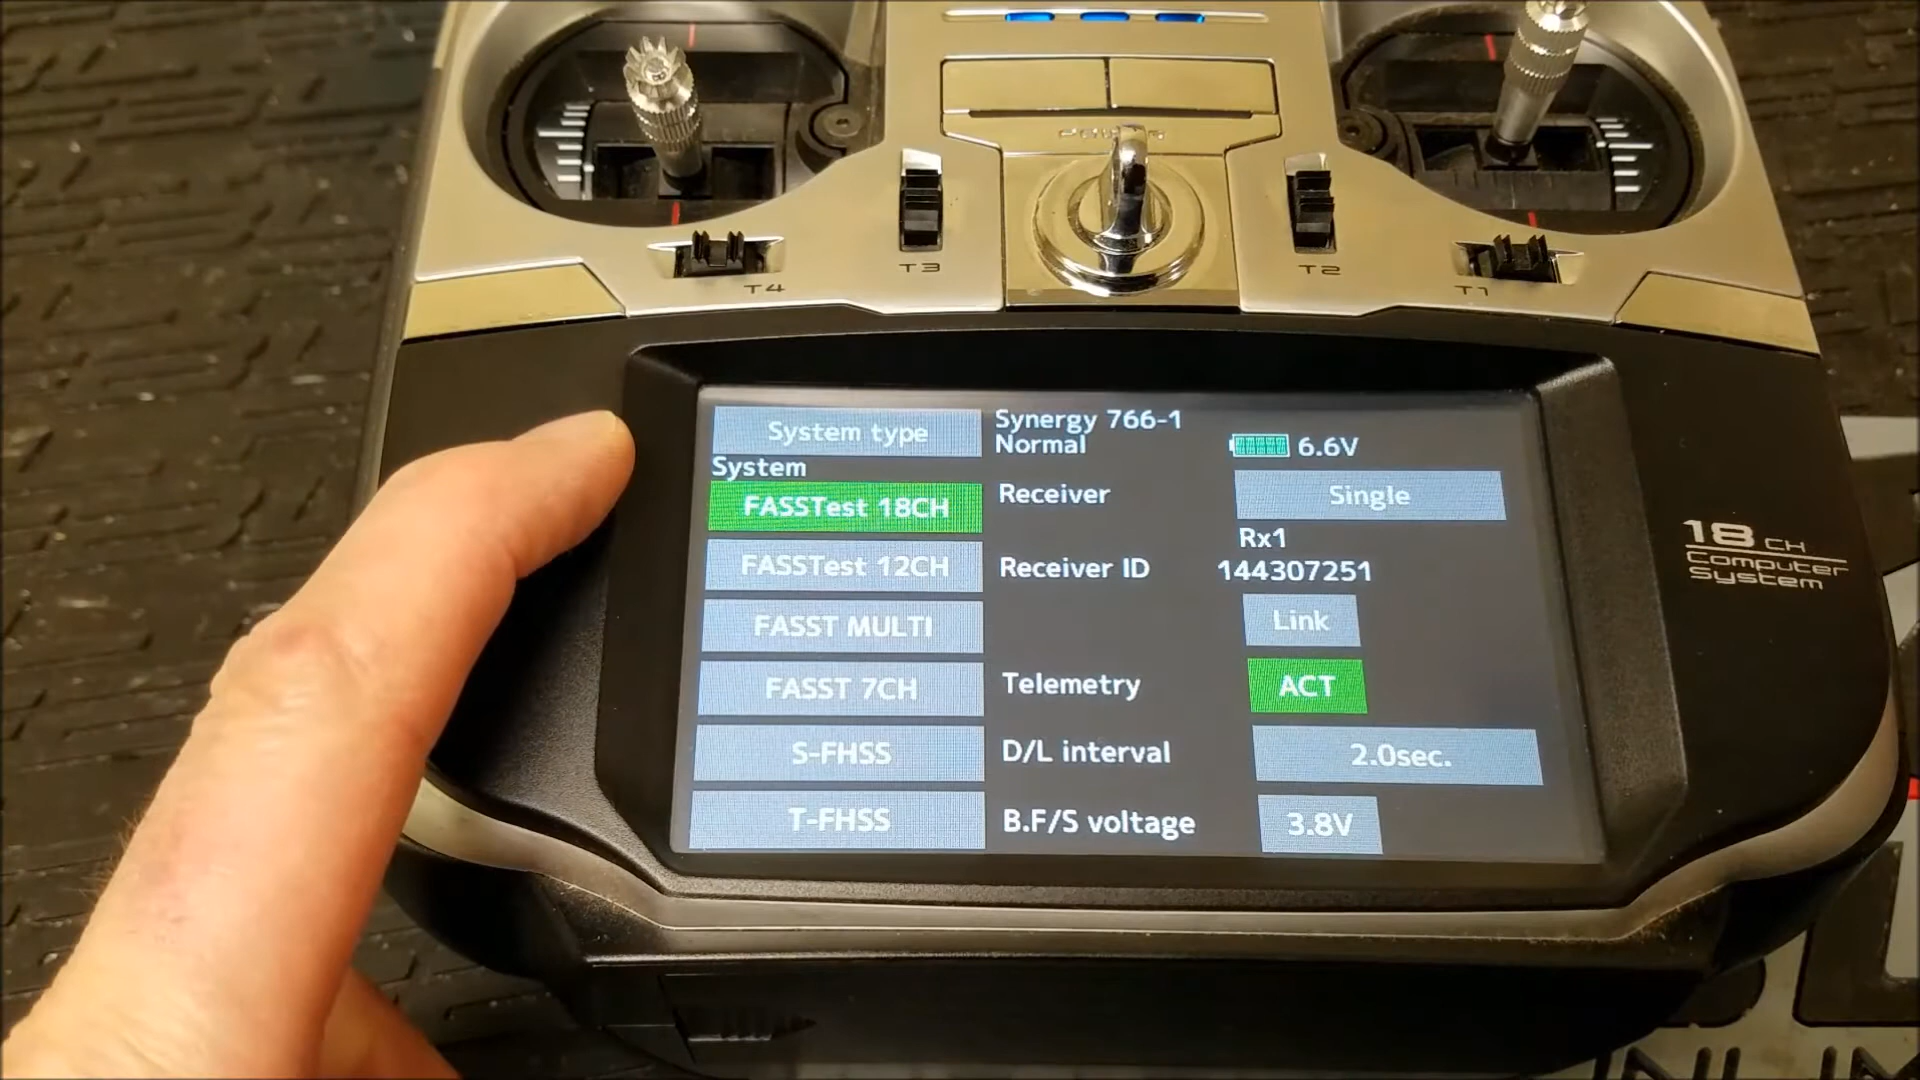 T4
T3
T2
T1
System type
Synergy 766-1
Normal
6.6V
System
FASSTest 18CH
Receiver
Single
Rx1
FASSTest 12CH
Receiver ID
144307251
FASST MULTI
Link
FASST 7CH
Telemetry
ACT
S-FHSS
D/L interval
2.0sec.
T-FHSS
B.F/S voltage
3.8V
18 CH
Computer
System